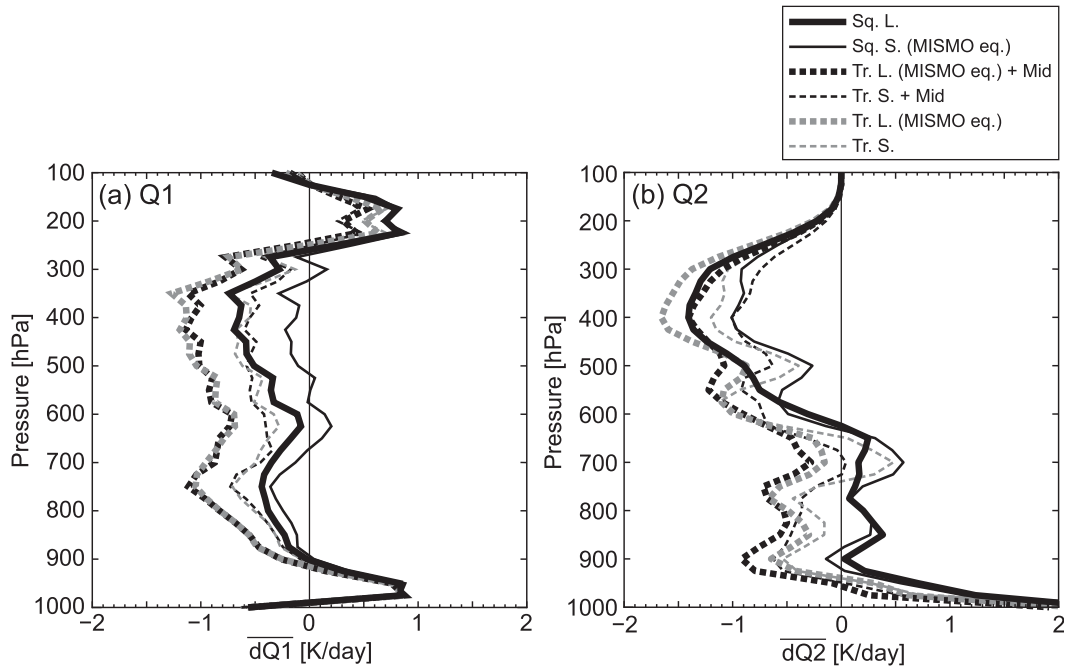 Sq. L.
Sq. S. (MISMO eq.)
Tr. L. (MISMO eq.) + Mid
Tr. S. + Mid
Tr. L. (MISMO eq.)
Tr. S.
(a) Q1
100
200
300
400
500
600
700
800
900
1000
Pressure [hPa]
−2
−1
0
1
2
dQ1 [K/day]
(b) Q2
100
200
300
400
500
600
700
800
900
1000
Pressure [hPa]
−2
−1
0
1
2
dQ2 [K/day]